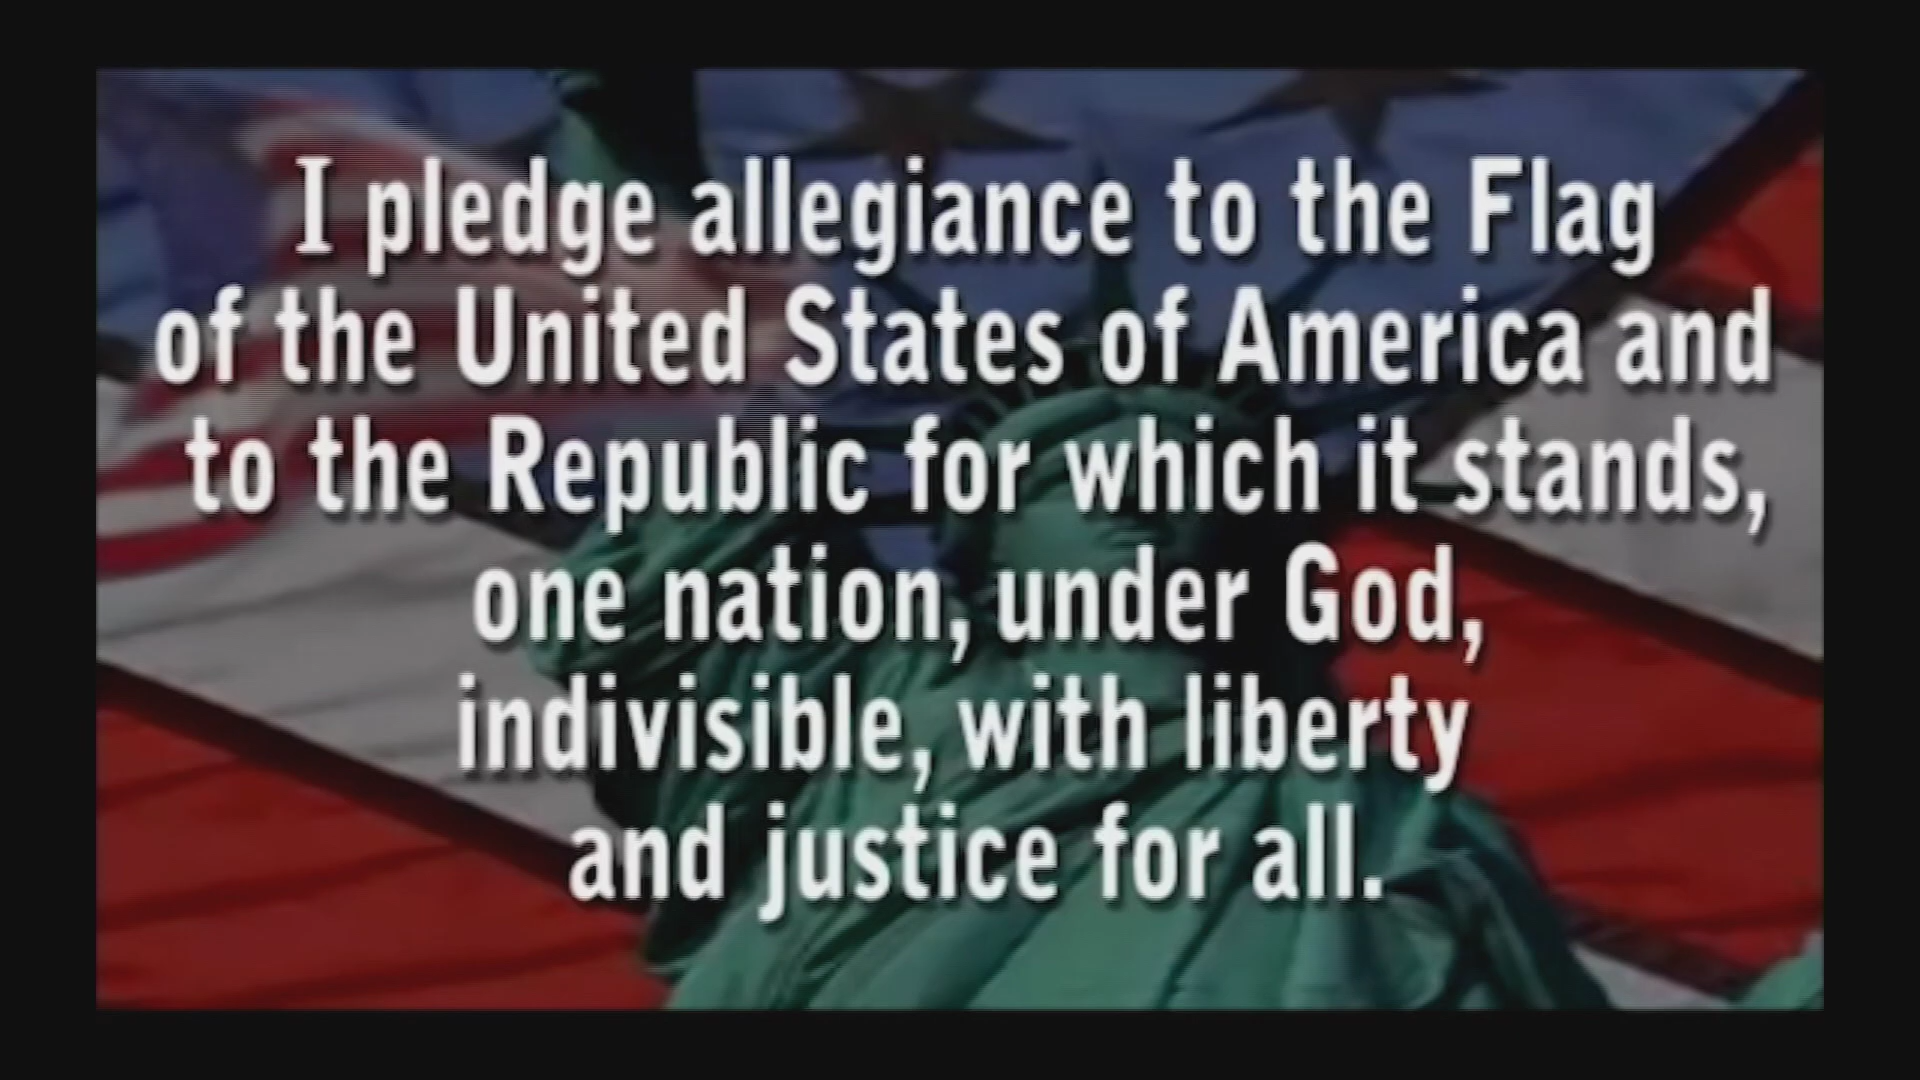 I pledge allegiance to the Flag
of the United States of America and
to the Republic for which it stands,
one nation, under God,
indivisible, with liberty
and justice for all.